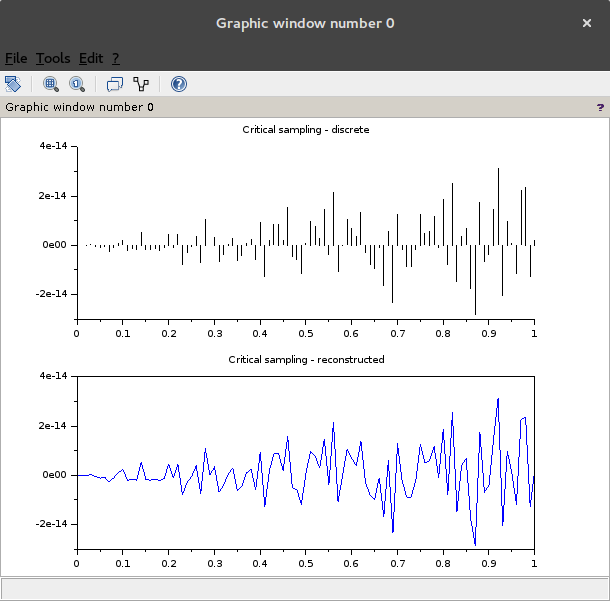 Graphic window number 0 ×
File Tools Edit ?
1 ?
Graphic window number 0 ?
Critical sampling - discrete
4e-14
2e-14
0e00
-2e-14
0 0.1 0.2 0.3 0.4 0.5 0.6 0.7 0.8 0.9 1
Critical sampling - reconstructed
4e-14
2e-14
0e00
-2e-14
0 0.1 0.2 0.3 0.4 0.5 0.6 0.7 0.8 0.9 1